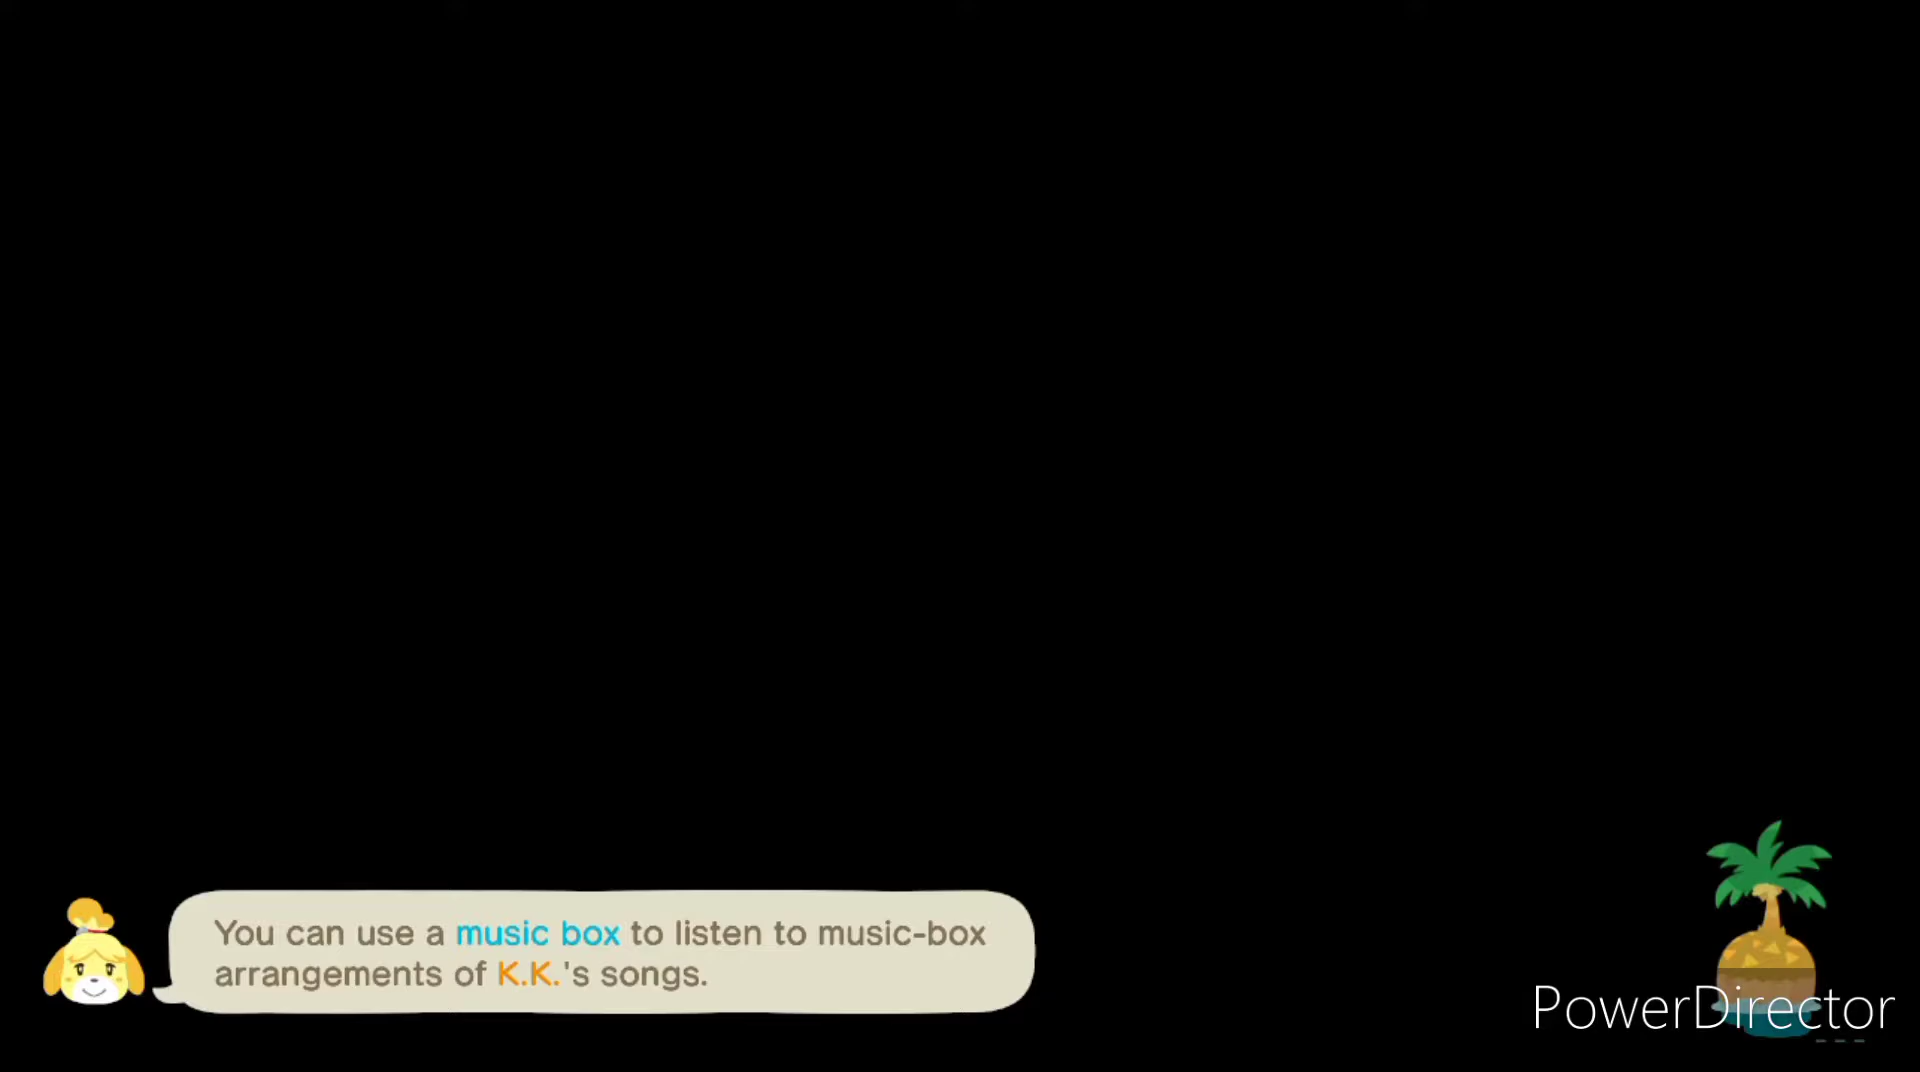 You can use a music box to listen to music-box
arrangements of K.K.'s songs.
PowerDirector